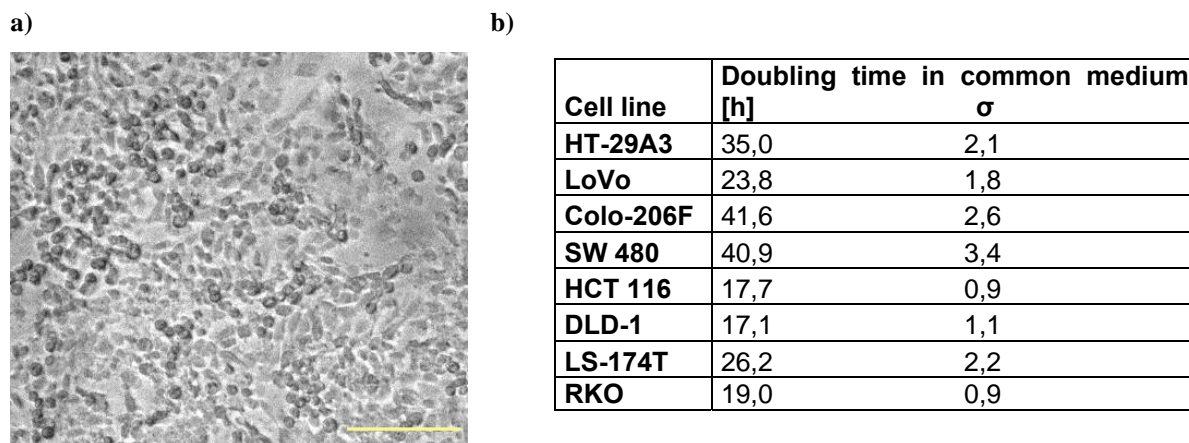 a)
b)
Cell line Doubling time in common medium [h] σ
HT-29A3 35,0 2,1
LoVo 23,8 1,8
Colo-206F 41,6 2,6
SW 480 40,9 3,4
HCT 116 17,7 0,9
DLD-1 17,1 1,1
LS-174T 26,2 2,2
RKO 19,0 0,9